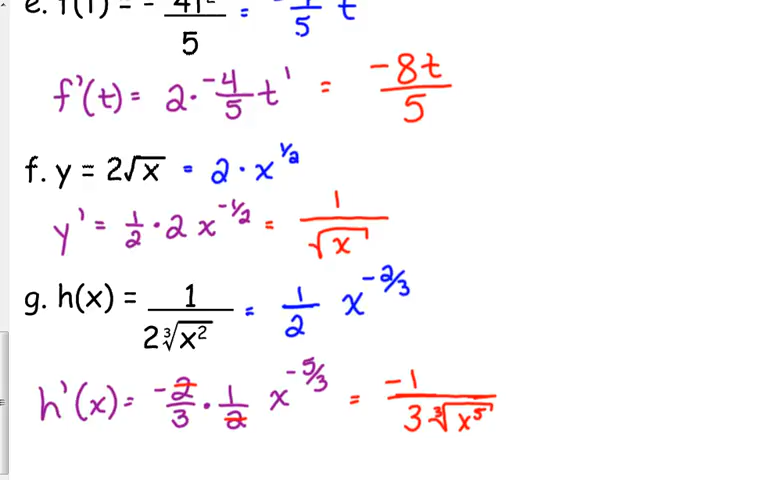 5
f'(t) = 2 · -4/5 t¹ = -8t/5
f. y = 2√x = 2 · x^1/2
y' = 1/2 · 2 x^-1/2 = 1/√x
g. h(x) = 1/(2∛x²) = 1/2 x^-2/3
h'(x) = -2/3 · 1/2 x^-5/3 = -1/(3∛x⁵)